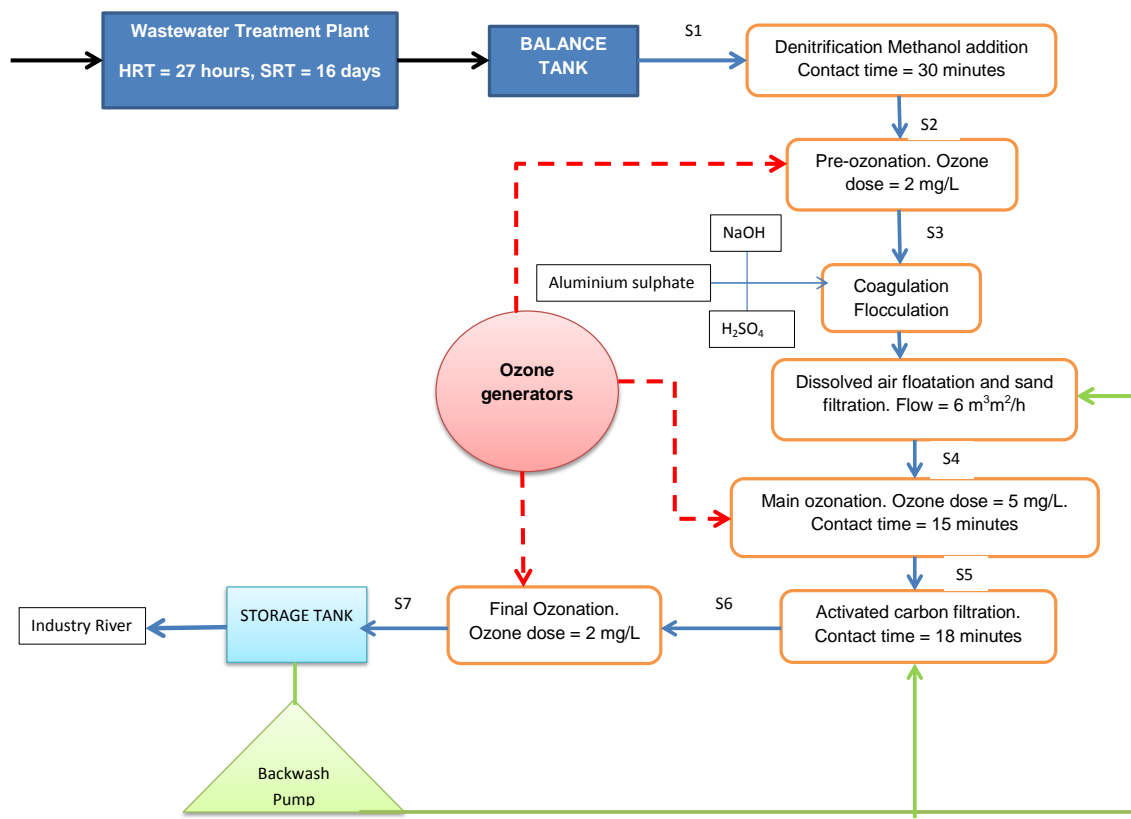 Wastewater Treatment Plant
HRT = 27 hours, SRT = 16 days
BALANCE
TANK
S1
Denitrification Methanol addition
Contact time = 30 minutes
S2
Pre-ozonation. Ozone
dose = 2 mg/L
S3
NaOH
Aluminium sulphate
H₂SO₄
Coagulation
Flocculation
Ozone
generators
Dissolved air floatation and sand
filtration. Flow = 6 m³m²/h
S4
Main ozonation. Ozone dose = 5 mg/L.
Contact time = 15 minutes
S5
Activated carbon filtration.
Contact time = 18 minutes
S6
Final Ozonation.
Ozone dose = 2 mg/L
S7
STORAGE TANK
Industry River
Backwash
Pump